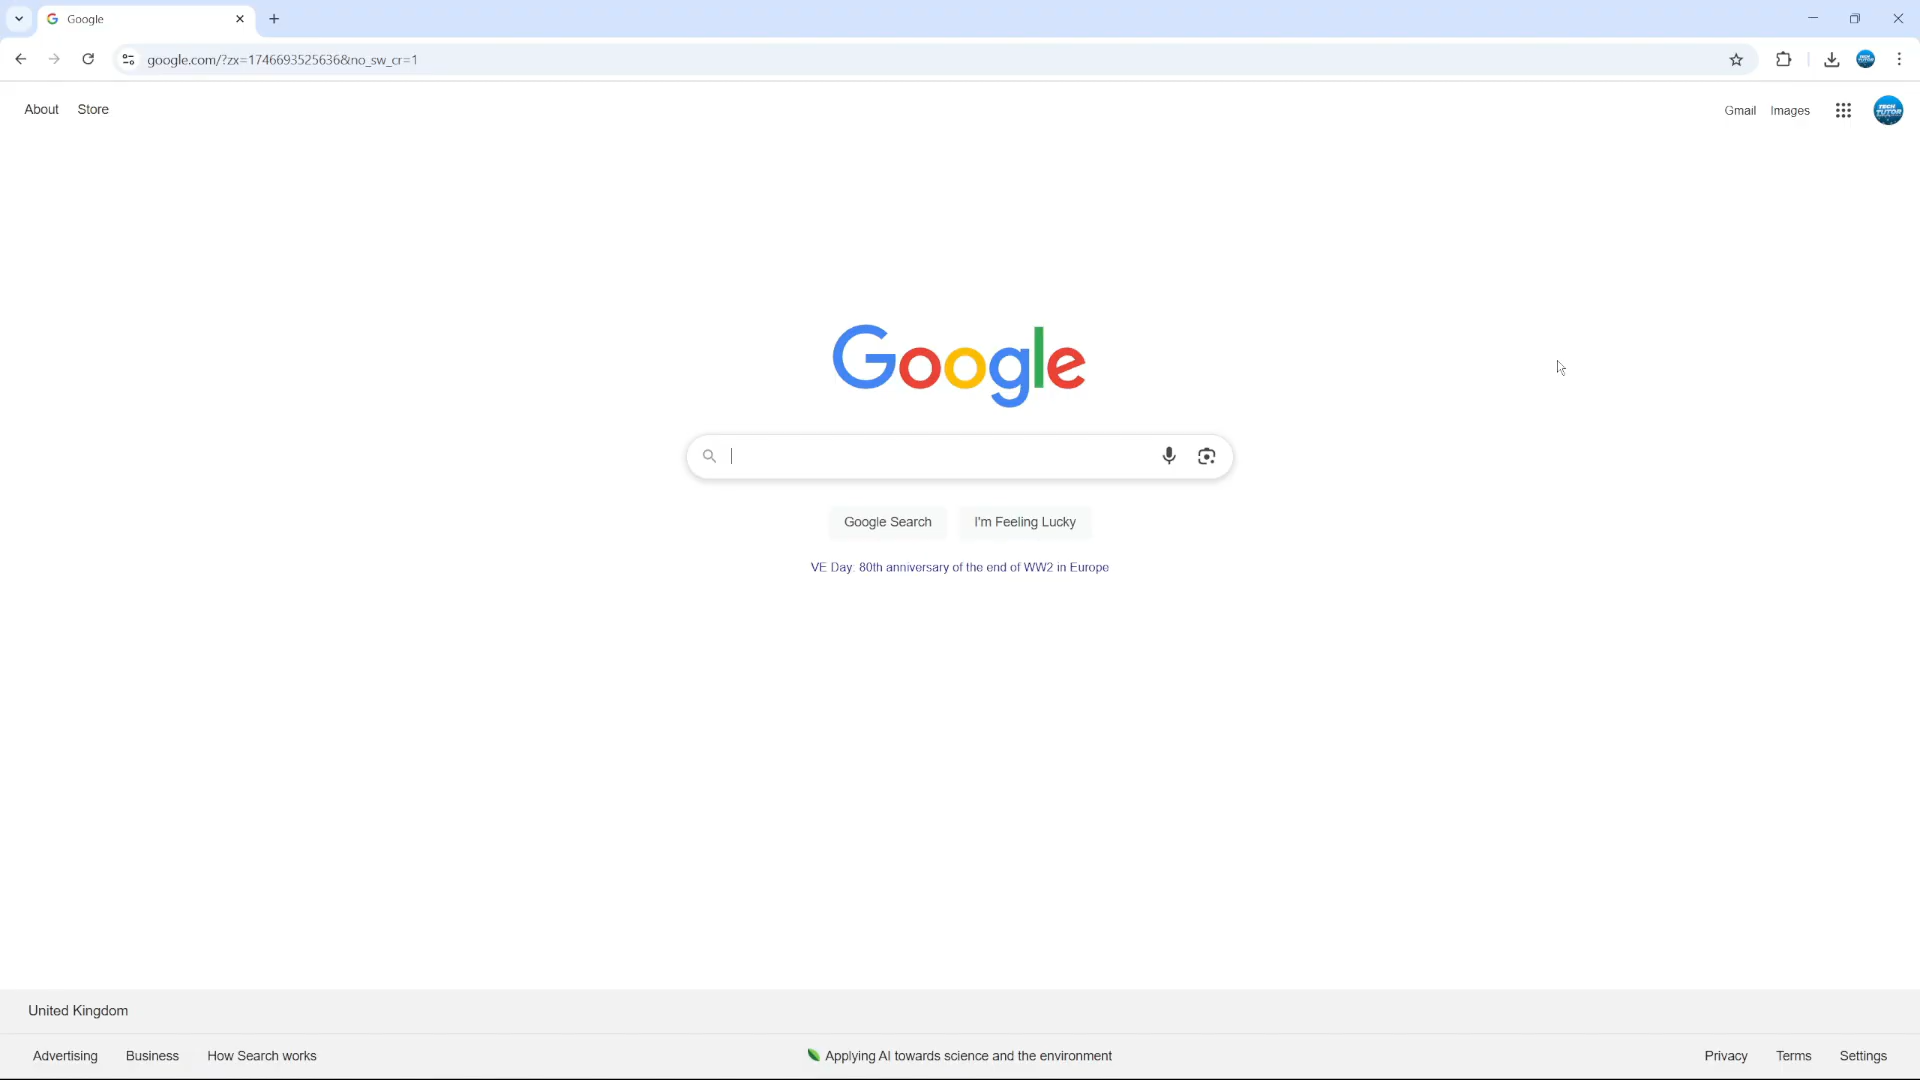 Google
google.com/?zx=1746693525636&no_sw_cr=1
About Store
Gmail Images
TECH TUTOR
Google
Google Search I'm Feeling Lucky
VE Day: 80th anniversary of the end of WW2 in Europe
United Kingdom
Advertising Business How Search works
Applying AI towards science and the environment
Privacy Terms Settings